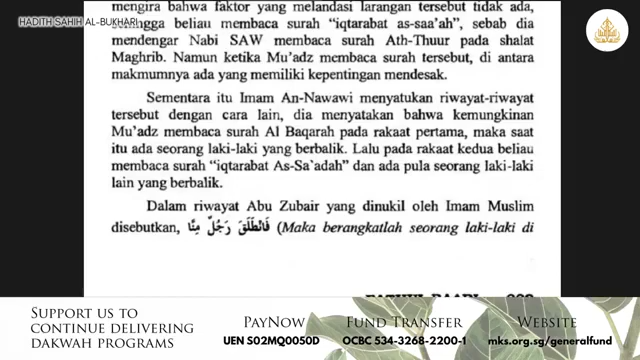 HADITH SAHIH AL-BUKHARI
mengira bahwa faktor yang melandasi larangan tersebut tidak ada,
sehingga beliau membaca surah "iqtarabat as-saa'ah", sebab dia
mendengar Nabi SAW membaca surah Ath-Thuur pada shalat
Maghrib. Namun ketika Mu'adz membaca surah tersebut, di antara
makmumnya ada yang memiliki kepentingan mendesak.
Sementara itu Imam An-Nawawi menyatukan riwayat-riwayat
tersebut dengan cara lain, dia menyatakan bahwa kemungkinan
Mu'adz membaca surah Al Baqarah pada rakaat pertama, maka saat
itu ada seorang laki-laki yang berbalik. Lalu pada rakaat kedua beliau
membaca surah "iqtarabat As-Sa'adah" dan ada pula seorang laki-laki
lain yang berbalik.
Dalam riwayat Abu Zubair yang dinukil oleh Imam Muslim
disebutkan, فَانْطَلَقَ رَجُلٌ مِنَّا (Maka berangkatlah seorang laki-laki di
SUPPORT US TO
CONTINUE DELIVERING
DAKWAH PROGRAMS
PAYNOW
UEN S02MQ0050D
FUND TRANSFER
OCBC 534-3268-2200-1
WEBSITE
mks.org.sg/generalfund